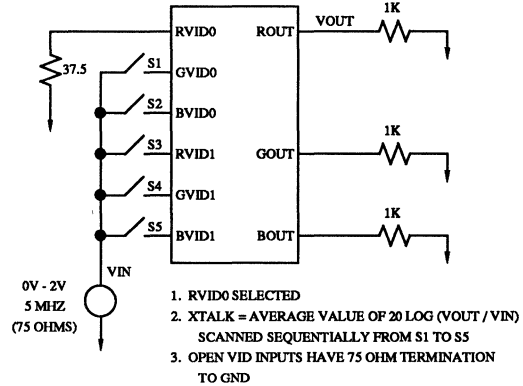 1K
VOUT
RVID0 ROUT
37.5
S1
GVID0
S2
BVID0
1K
S3
RVID1 GOUT
S4
GVID1
1K
S5
BVID1 BOUT
VIN
0V - 2V
5 MHZ
(75 OHMS)
1. RVID0 SELECTED
2. XTALK = AVERAGE VALUE OF 20 LOG (VOUT / VIN)
SCANNED SEQUENTIALLY FROM S1 TO S5
3. OPEN VID INPUTS HAVE 75 OHM TERMINATION
TO GND